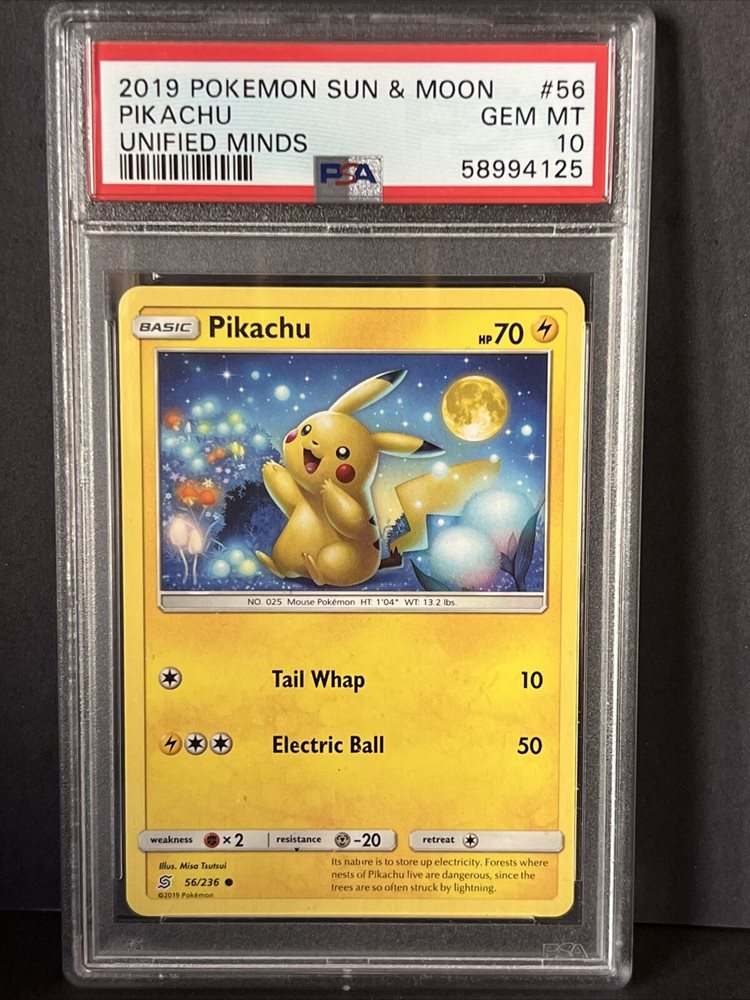 2019 POKEMON SUN & MOON #56
PIKACHU GEM MT
UNIFIED MINDS 10
PSA 58994125
BASIC Pikachu HP70
NO. 025 Mouse Pokémon HT: 1'04" WT: 13.2 lbs.
Tail Whap 10
Electric Ball 50
weakness ×2 resistance -20 retreat
Illus. Misa Tsutsui
56/236
©2019 Pokémon
Its nature is to store up electricity. Forests where
nests of Pikachu live are dangerous, since the
trees are so often struck by lightning.
PSA